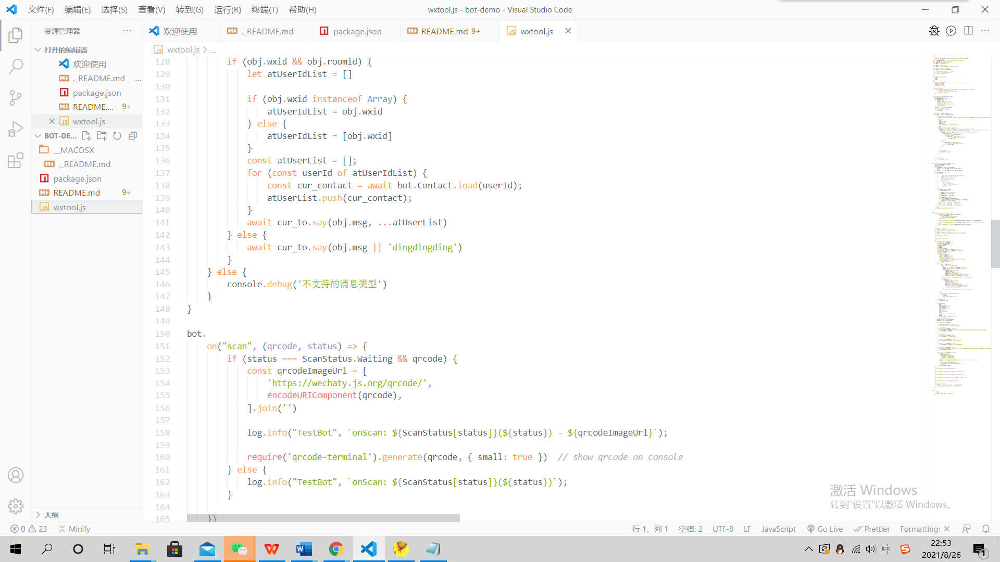 文件(F) 编辑(E) 选择(S) 查看(V) 转到(G) 运行(R) 终端(T) 帮助(H) wxtool.js - bot-demo - Visual Studio Code
资源管理器
欢迎使用 ._README.md package.json README.md 9+ wxtool.js
打开的编辑器
欢迎使用
._README.md __...
package.json
README.... 9+
wxtool.js
BOT-DE...
__MACOSX
._README.md
package.json
README.md 9+
wxtool.js
大纲
wxtool.js > ...
128 if (obj.wxid && obj.roomid) {
129 let atUserIdList = []
130
131 if (obj.wxid instanceof Array) {
132 atUserIdList = obj.wxid
133 } else {
134 atUserIdList = [obj.wxid]
135 }
136 const atUserList = [];
137 for (const userId of atUserIdList) {
138 const cur_contact = await bot.Contact.load(userId);
139 atUserList.push(cur_contact);
140 }
141 await cur_to.say(obj.msg, ...atUserList)
142 } else {
143 await cur_to.say(obj.msg || 'dingdingding')
144 }
145 } else {
146 console.debug('不支持的消息类型')
147 }
148 }
149
150 bot.
151 on("scan", (qrcode, status) => {
152 if (status === ScanStatus.Waiting && qrcode) {
153 const qrcodeImageUrl = [
154 'https://wechaty.js.org/qrcode/',
155 encodeURIComponent(qrcode),
156 ].join('')
157
158 log.info("TestBot", `onScan: ${ScanStatus[status]}(${status}) - ${qrcodeImageUrl}`);
159
160 require('qrcode-terminal').generate(qrcode, { small: true }) // show qrcode on console
161 } else {
162 log.info("TestBot", `onScan: ${ScanStatus[status]}(${status})`);
163 }
164
165 })
激活 Windows
转到“设置”以激活 Windows。
0 23 Minify 行 1，列 1 空格: 2 UTF-8 LF JavaScript Go Live Prettier Formatting: ×
中 22:53
2021/8/26
1